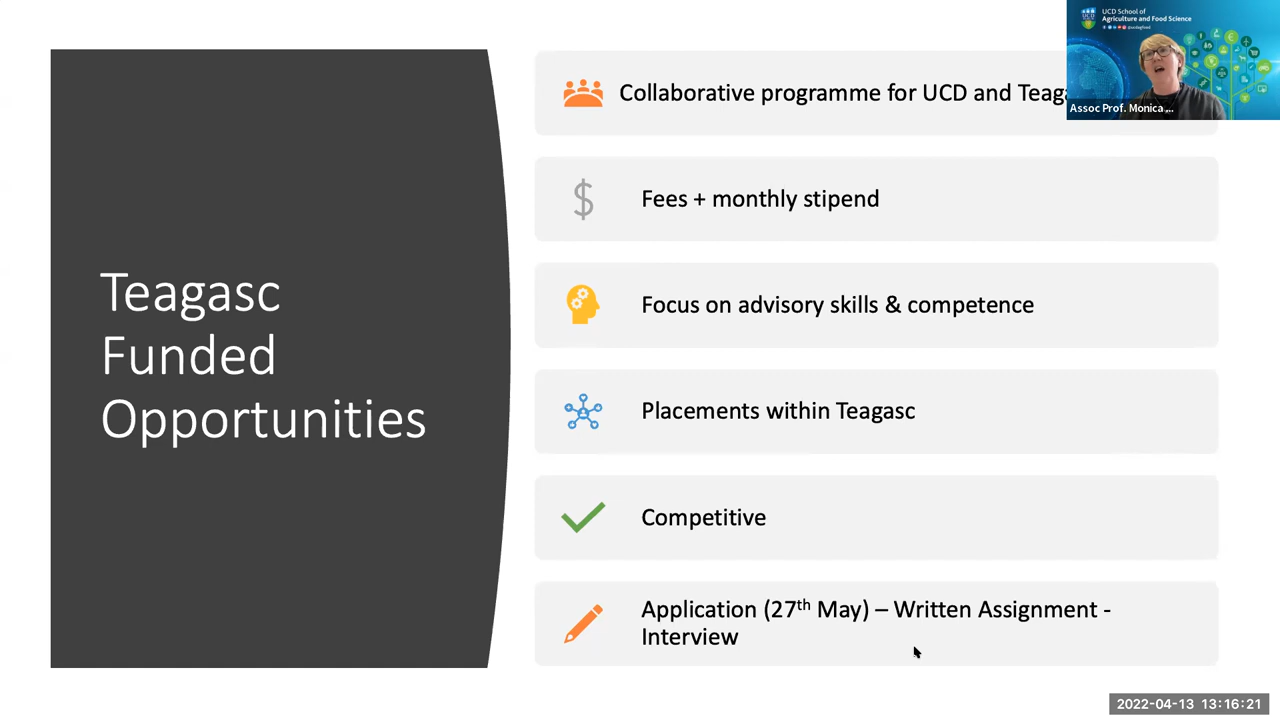 Teagasc
Funded
Opportunities
Collaborative programme for UCD and
Fees + monthly stipend
Focus on advisory skills & competence
Placements within Teagasc
Competitive
Application (27th May) – Written Assignment -
Interview
UCD School of
Agriculture and Food Science
UCD
Assoc Prof. Monica ...
2022-04-13 13:16:21